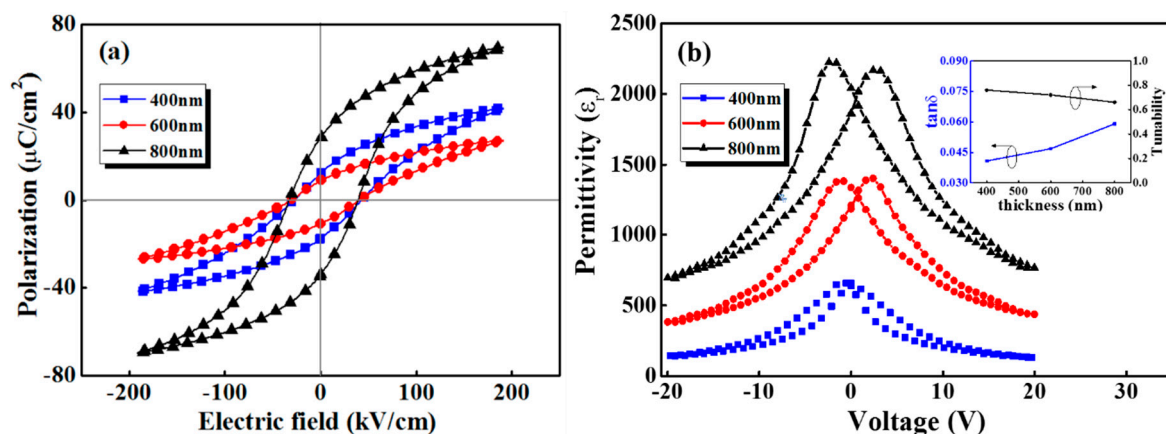 (a)
400nm
600nm
800nm
80
40
0
-40
-80
-200
-100
0
100
200
Polarization (μC/cm²)
Electric field (kV/cm)
(b)
400nm
600nm
800nm
2500
2000
1500
1000
500
0
-20
-10
0
10
20
30
Permittivity (εr)
Voltage (V)
0.090
0.075
0.060
0.045
0.030
tanδ
1.0
0.8
0.6
0.4
0.2
0.0
Tunability
400
500
600
700
800
thickness (nm)